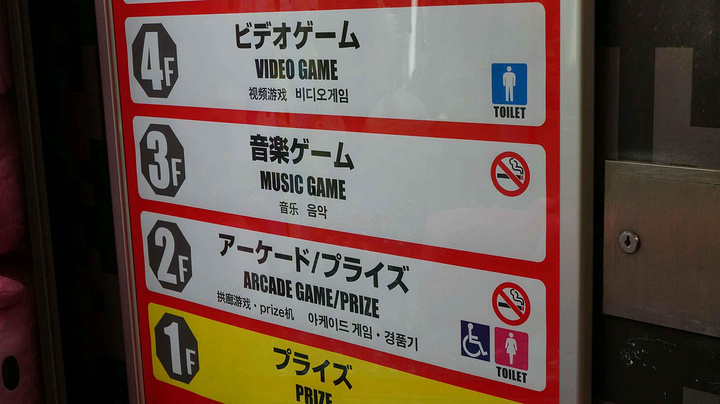 4F
ビデオゲーム
VIDEO GAME
视频游戏 비디오게임
TOILET
3F
音楽ゲーム
MUSIC GAME
音乐 음악
2F
アーケード/プライズ
ARCADE GAME/PRIZE
拱廊游戏・prize机 아케이드 게임・경품기
TOILET
1F
プライズ
PRIZE